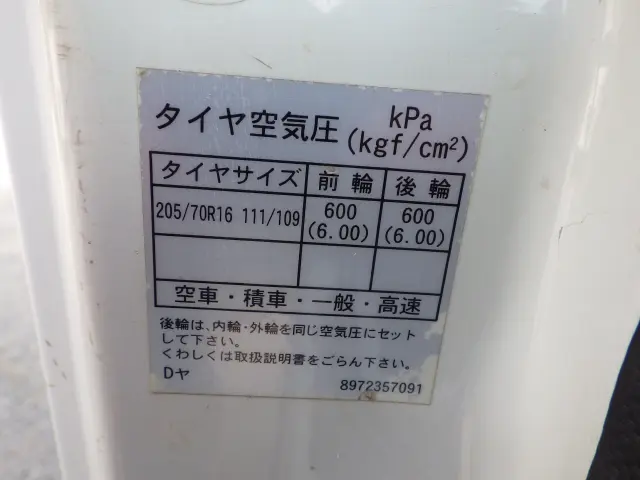 タイヤ空気圧 kPa
(kgf/cm²)
タイヤサイズ 前輪 後輪
205/70R16 111/109 600 600
(6.00) (6.00)
空車・積車・一般・高速
後輪は、内輪・外輪を同じ空気圧にセット
して下さい。
くわしくは取扱説明書をごらん下さい。
Dヤ 8972357091